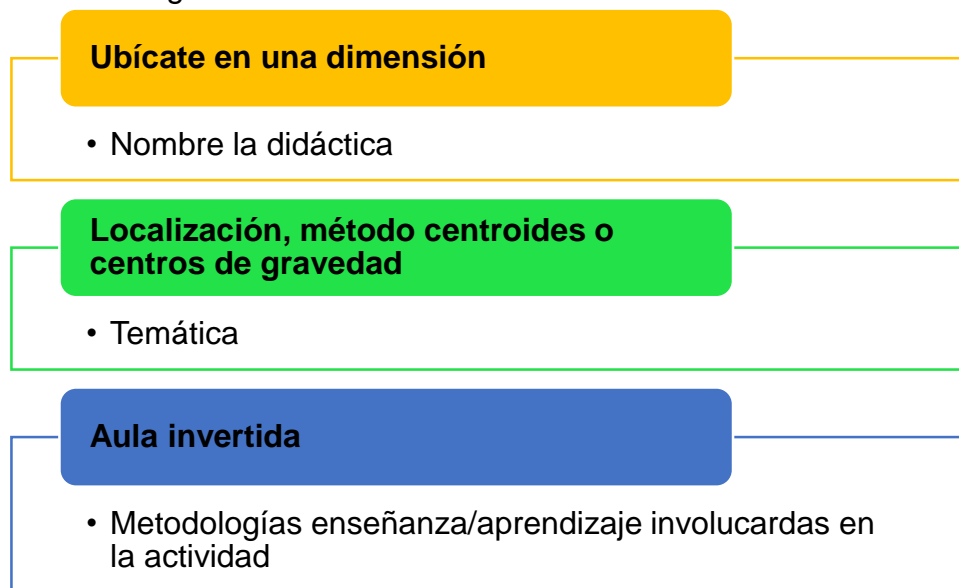 Ubícate en una dimensión
• Nombre la didáctica
Localización, método centroides o
centros de gravedad
• Temática
Aula invertida
• Metodologías enseñanza/aprendizaje involucardas en
la actividad